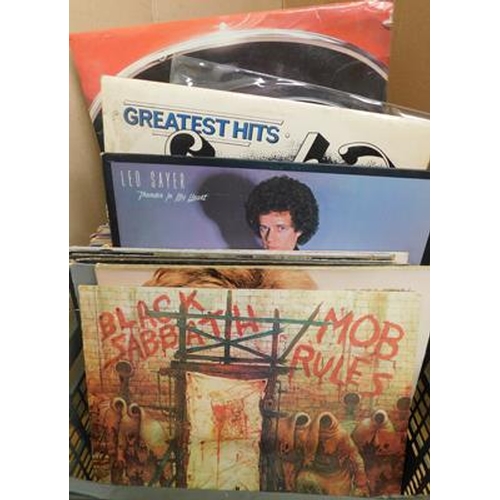 GREATEST HITS
LEO SAYER
Thunder In My Heart
BLACK SABBATH
MOB RULES